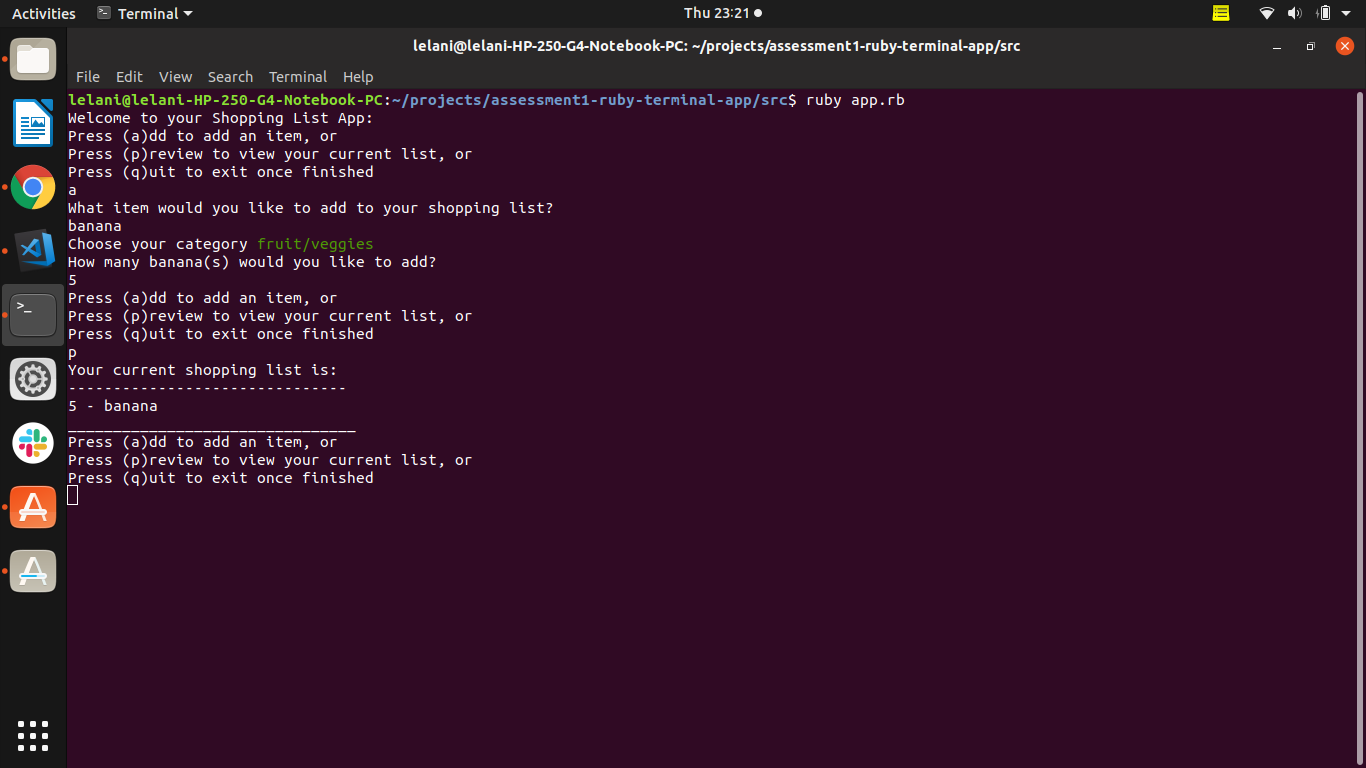 Activities Terminal Thu 23:21
lelani@lelani-HP-250-G4-Notebook-PC: ~/projects/assessment1-ruby-terminal-app/src
File Edit View Search Terminal Help
lelani@lelani-HP-250-G4-Notebook-PC:~/projects/assessment1-ruby-terminal-app/src$ ruby app.rb
Welcome to your Shopping List App:
Press (a)dd to add an item, or
Press (p)review to view your current list, or
Press (q)uit to exit once finished
a
What item would you like to add to your shopping list?
banana
Choose your category fruit/veggies
How many banana(s) would you like to add?
5
Press (a)dd to add an item, or
Press (p)review to view your current list, or
Press (q)uit to exit once finished
p
Your current shopping list is:
-------------------------------
5 - banana
________________________________
Press (a)dd to add an item, or
Press (p)review to view your current list, or
Press (q)uit to exit once finished